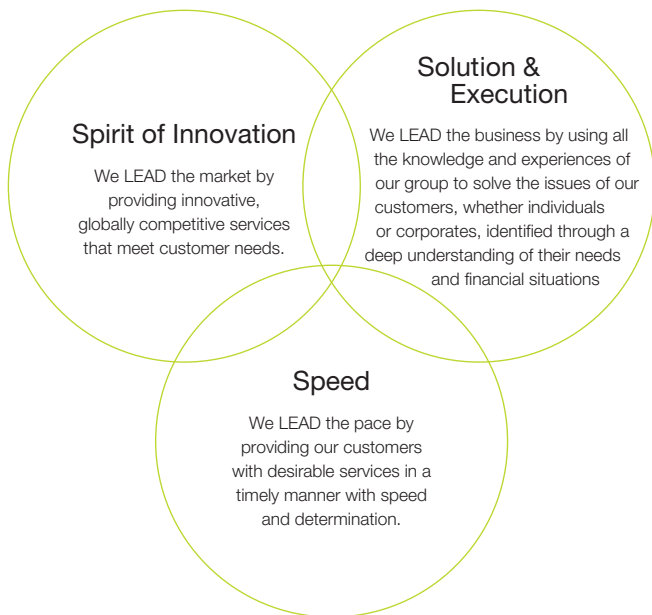 Spirit of Innovation
We LEAD the market by
providing innovative,
globally competitive services
that meet customer needs.
Solution &
Execution
We LEAD the business by using all
the knowledge and experiences of
our group to solve the issues of our
customers, whether individuals
or corporates, identified through a
deep understanding of their needs
and financial situations
Speed
We LEAD the pace by
providing our customers
with desirable services in a
timely manner with speed
and determination.